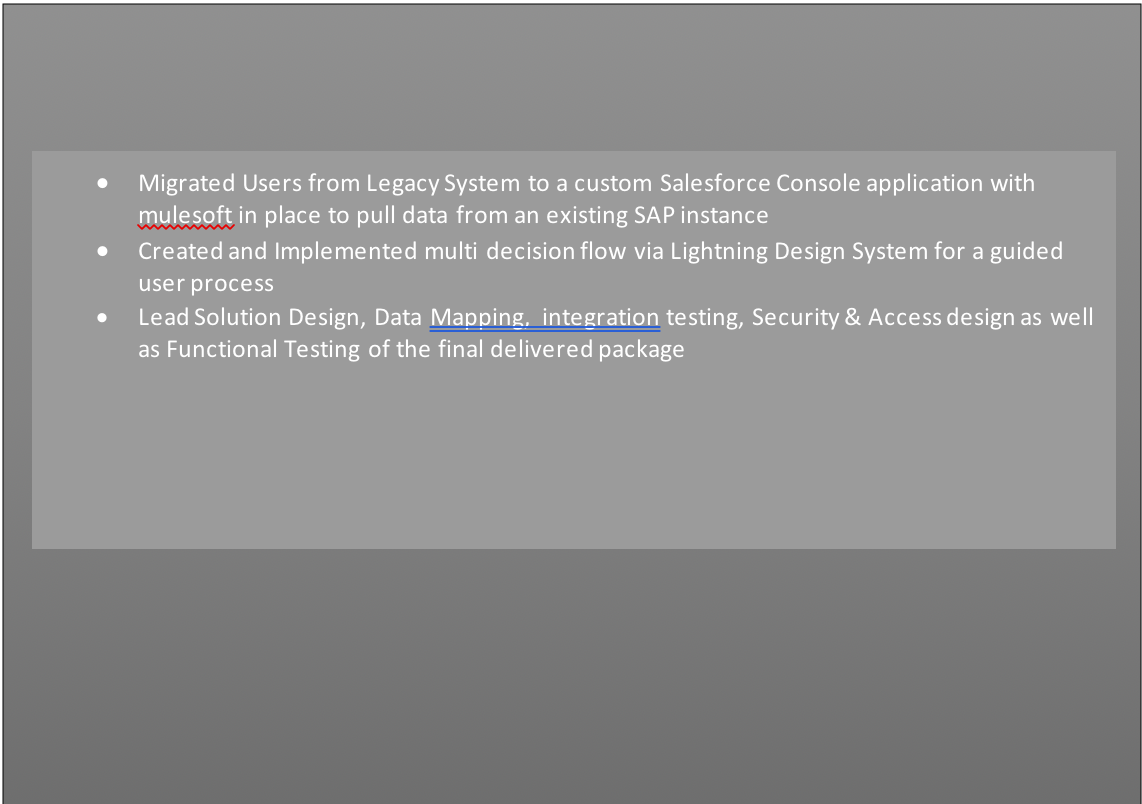 • Migrated Users from Legacy System to a custom Salesforce Console application with
mulesoft in place to pull data from an existing SAP instance
• Created and Implemented multi decision flow via Lightning Design System for a guided
user process
• Lead Solution Design, Data Mapping,  integration testing, Security & Access design as well
as Functional Testing of the final delivered package